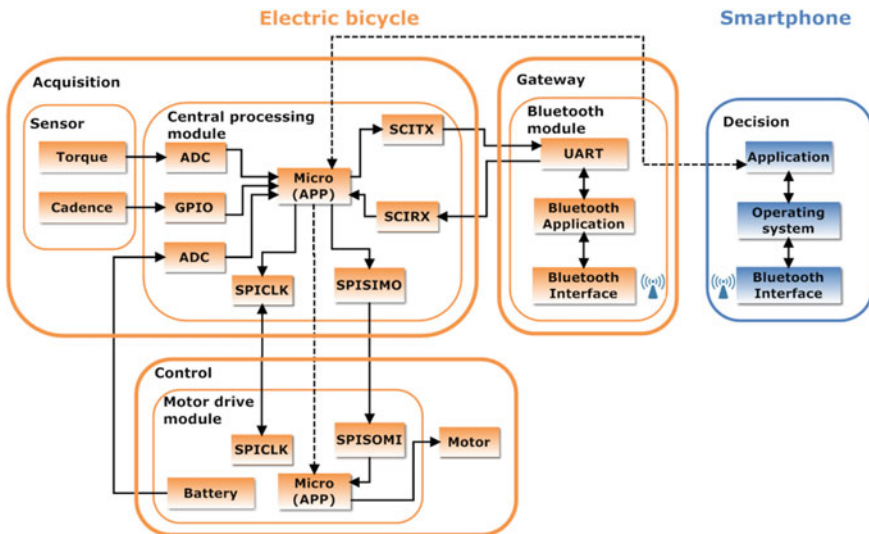 Electric bicycle
Smartphone
Acquisition
Sensor
Torque
Cadence
Central processing
module
ADC
GPIO
ADC
Micro
(APP)
SCITX
SCIRX
SPICLK
SPISIMO
Gateway
Bluetooth
module
UART
Bluetooth
Application
Bluetooth
Interface
Decision
Application
Operating
system
Bluetooth
Interface
Control
Motor drive
module
SPICLK
SPISOMI
Motor
Battery
Micro
(APP)